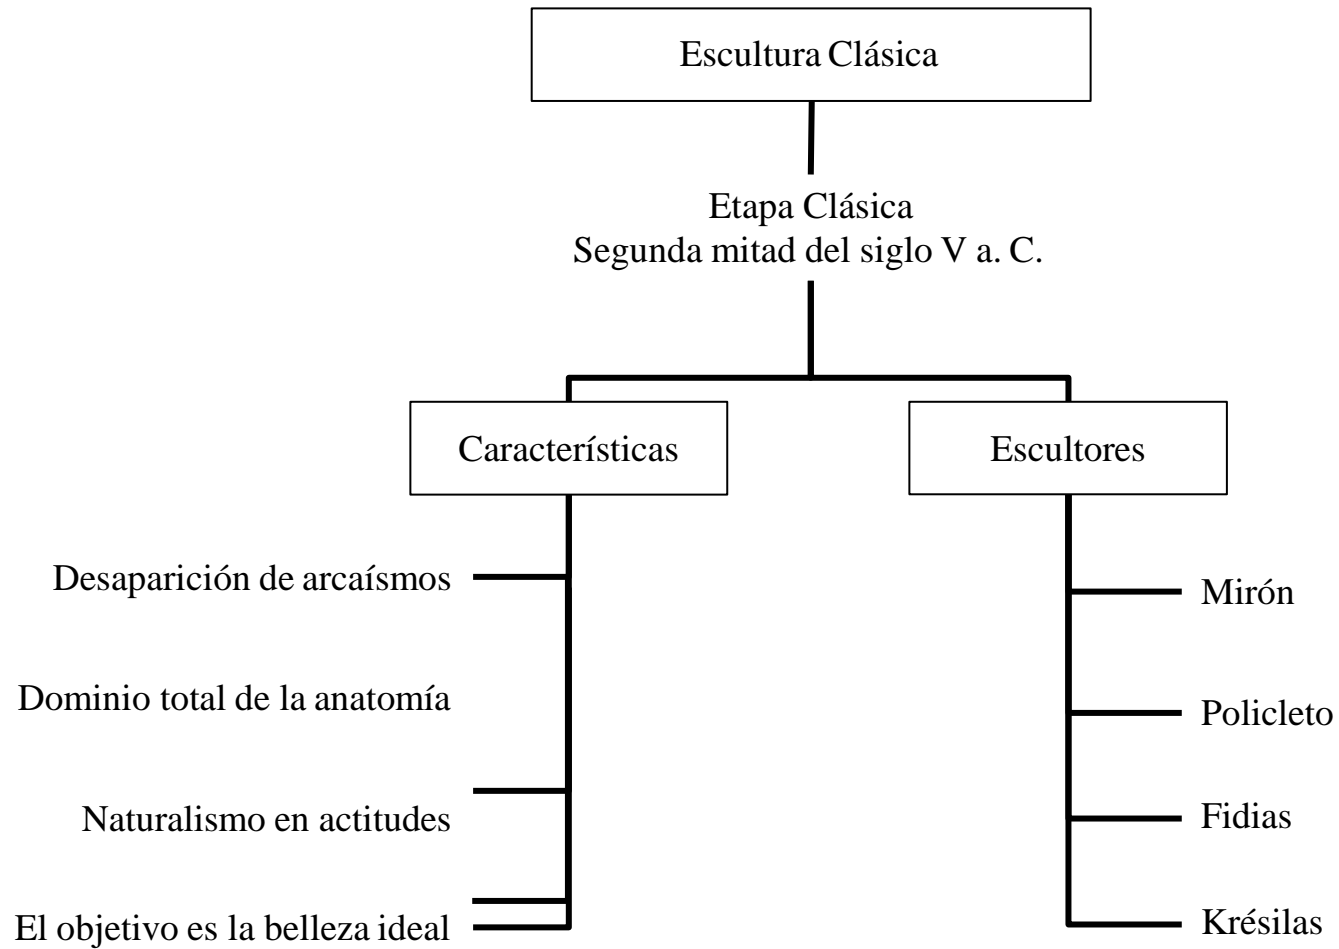 Escultura Clásica
Etapa Clásica
Segunda mitad del siglo V a. C.
Características
Escultores
Desaparición de arcaísmos
Dominio total de la anatomía
Naturalismo en actitudes
El objetivo es la belleza ideal
Mirón
Policleto
Fidias
Krésilas